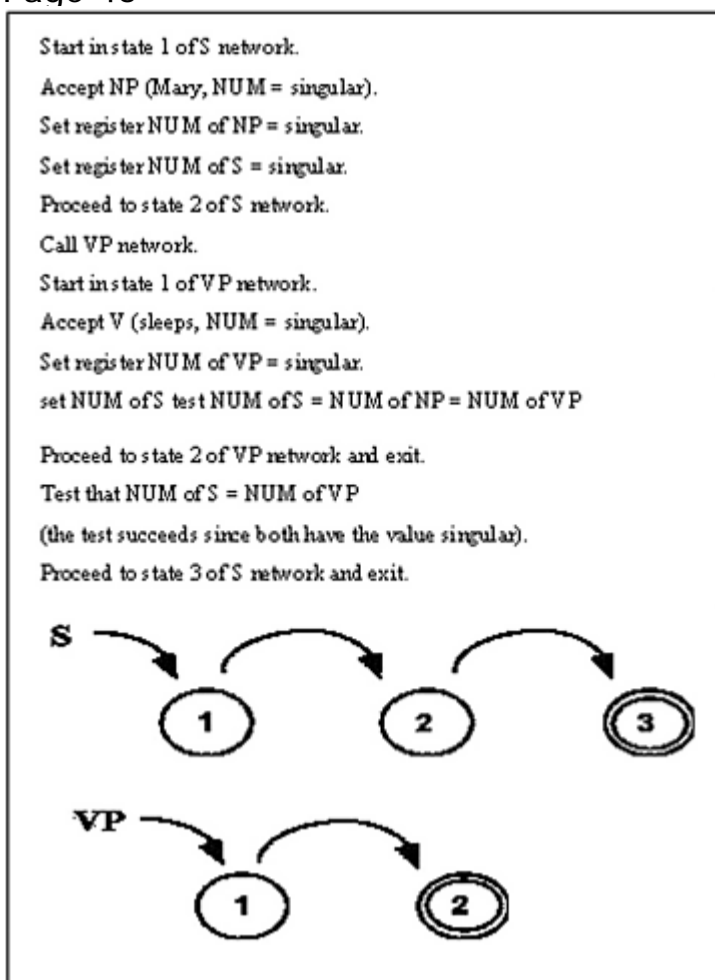 Start in state 1 of S network.
Accept NP (Mary, NUM = singular).
Set register NUM of NP = singular.
Set register NUM of S = singular.
Proceed to state 2 of S network.
Call VP network.
Start in state 1 of VP network.
Accept V (sleeps, NUM = singular).
Set register NUM of VP = singular.
set NUM of S test NUM of S = NUM of NP = NUM of VP
Proceed to state 2 of VP network and exit.
Test that NUM of S = NUM of VP
(the test succeeds since both have the value singular).
Proceed to state 3 of S network and exit.
S
1 2 3
VP
1 2